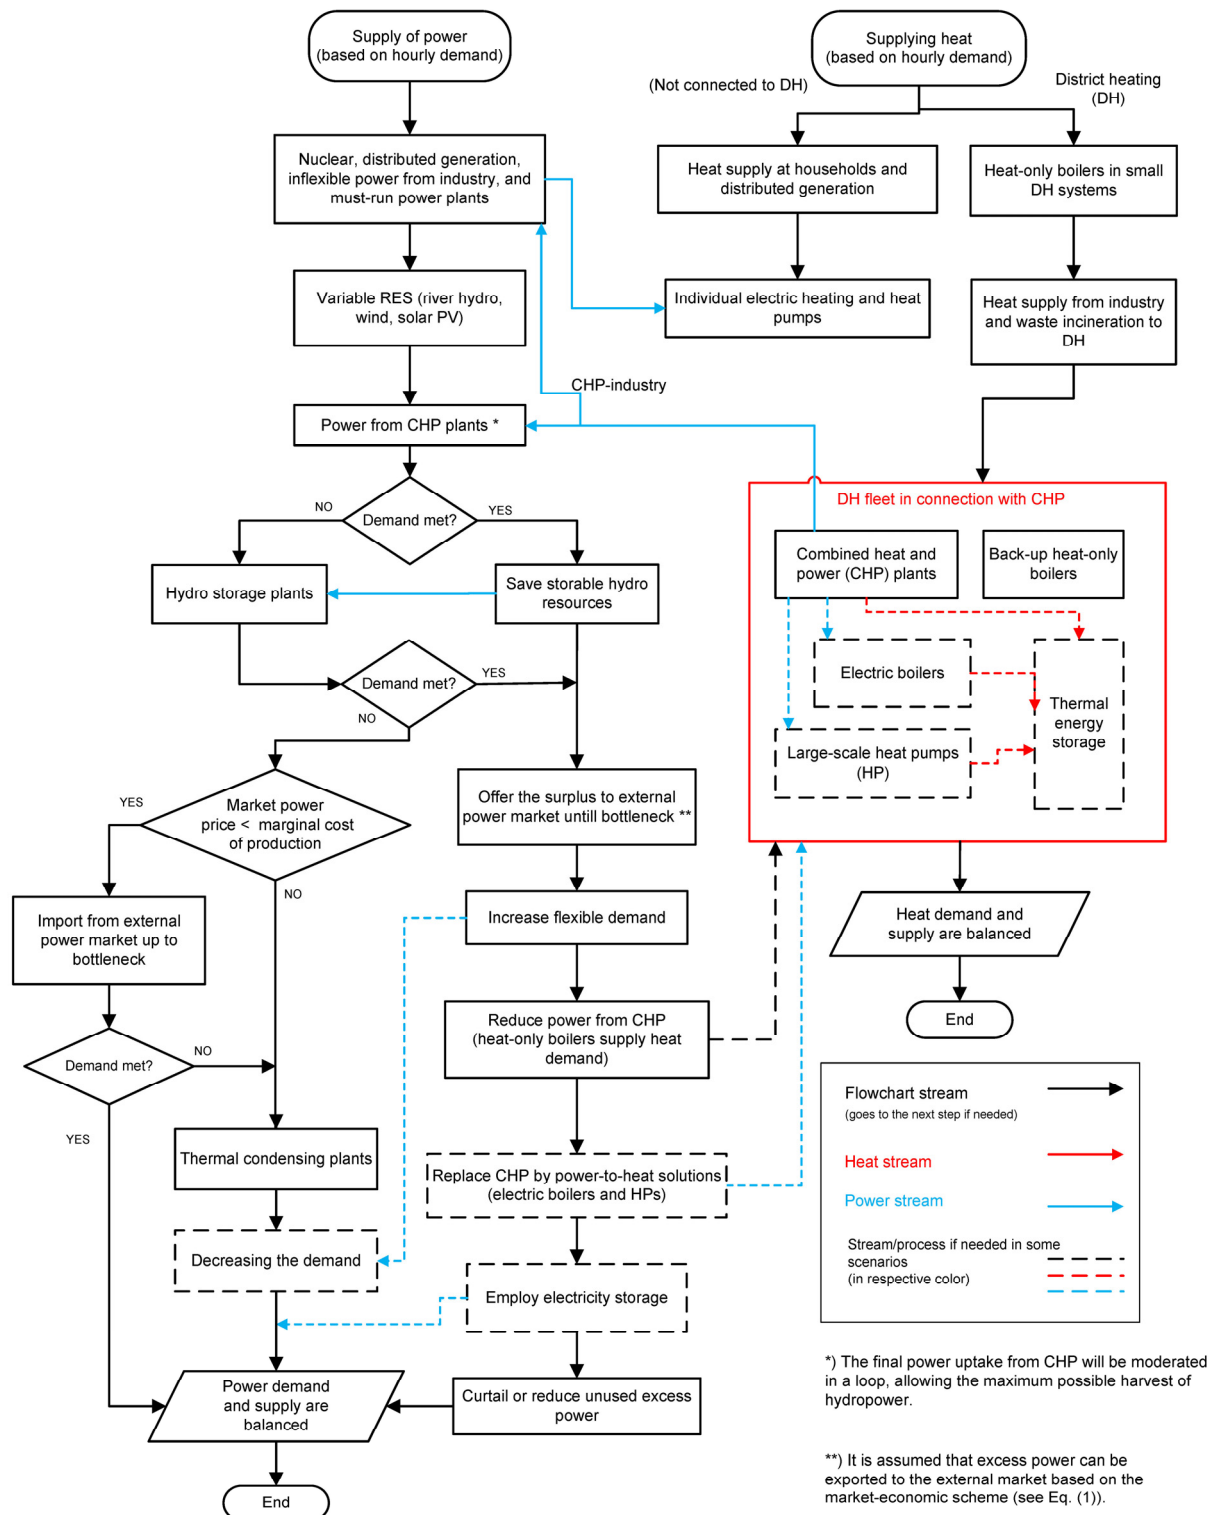 Supply of power
(based on hourly demand)
Supplying heat
(based on hourly demand)
(Not connected to DH)
District heating
(DH)
Nuclear, distributed generation,
inflexible power from industry, and
must-run power plants
Heat supply at households and
distributed generation
Heat-only boilers in small
DH systems
Variable RES (river hydro,
wind, solar PV)
Individual electric heating and heat
pumps
Heat supply from industry
and waste incineration to
DH
CHP-industry
Power from CHP plants *
DH fleet in connection with CHP
NO
Demand met?
YES
Combined heat and
power (CHP) plants
Back-up heat-only
boilers
Hydro storage plants
Save storable hydro
resources
Electric boilers
Demand met?
YES
NO
Thermal
energy
storage
Large-scale heat pumps
(HP)
YES
Market power
price < marginal cost
of production
NO
Offer the surplus to external
power market untill bottleneck **
Import from external
power market up to
bottleneck
Increase flexible demand
Heat demand and
supply are balanced
Reduce power from CHP
(heat-only boilers supply heat
demand)
End
Demand met?
NO
YES
Flowchart stream
(goes to the next step if needed)
Heat stream
Power stream
Stream/process if needed in some
scenarios
(in respective color)
Thermal condensing plants
Replace CHP by power-to-heat solutions
(electric boilers and HPs)
Decreasing the demand
Employ electricity storage
Power demand
and supply are
balanced
Curtail or reduce unused excess
power
End
*) The final power uptake from CHP will be moderated
in a loop, allowing the maximum possible harvest of
hydropower.
**) It is assumed that excess power can be
exported to the external market based on the
market-economic scheme (see Eq. (1)).